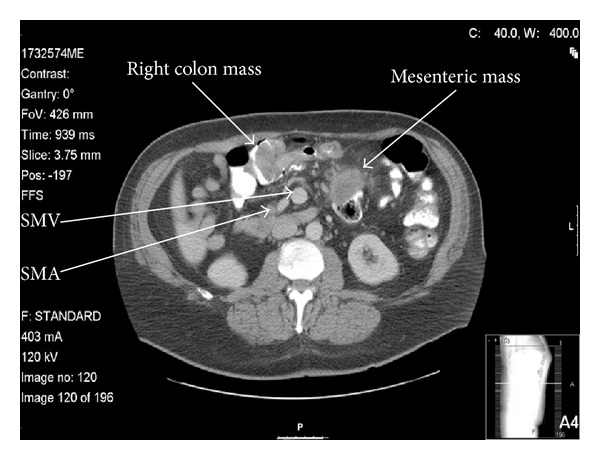 C: 40.0, W: 400.0
1732574ME
Contrast:
Gantry: 0°
FoV: 426 mm
Time: 939 ms
Slice: 3.75 mm
Pos: -197
FFS
Right colon mass
Mesenteric mass
SMV
SMA
L
F: STANDARD
403 mA
120 kV
Image no: 120
Image 120 of 196
P
A
196
F
A4